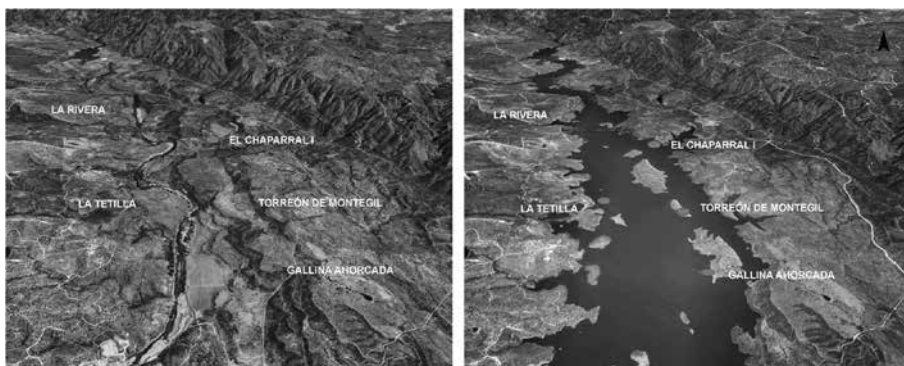 LA RIVERA
EL CHAPARRAL I
LA TETILLA
TORREÓN DE MONTEGIL
GALLINA AHORCADA
LA RIVERA
EL CHAPARRAL I
LA TETILLA
TORREÓN DE MONTEGIL
GALLINA AHORCADA